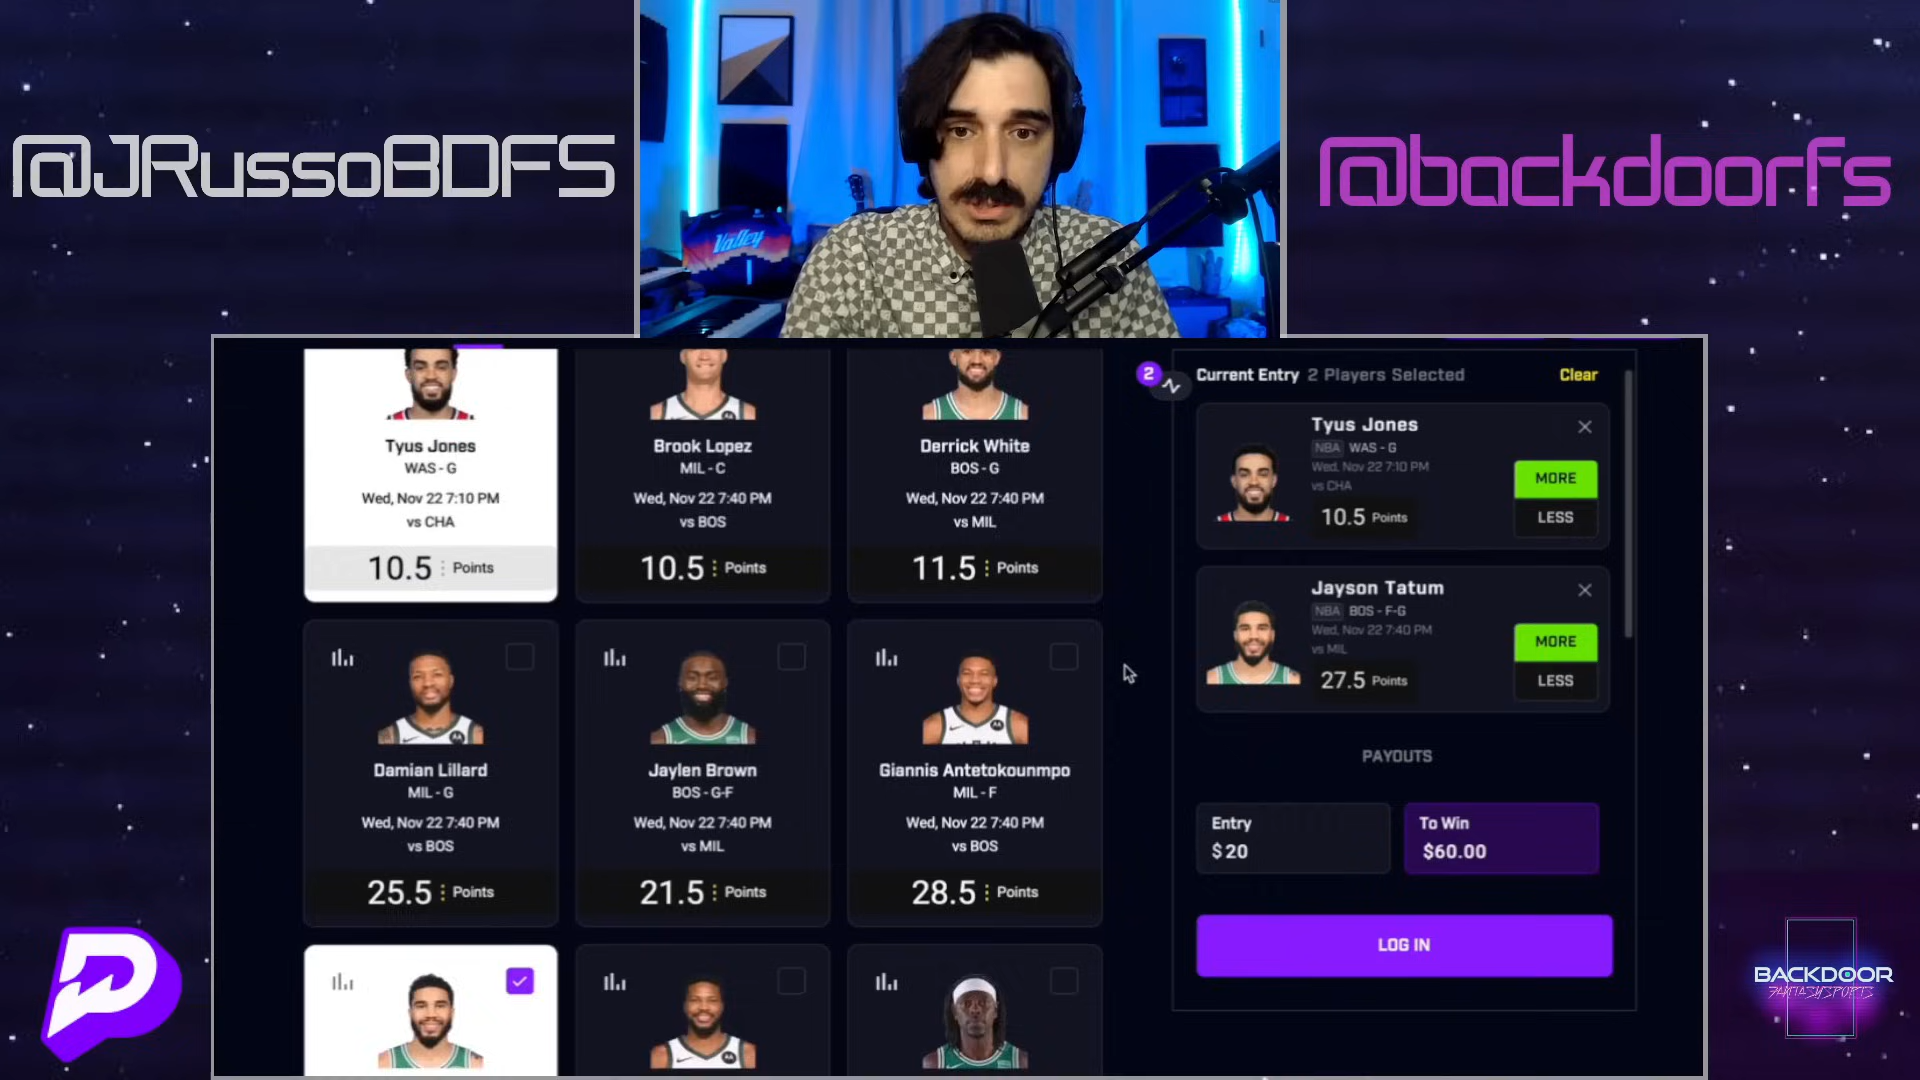 @JRussoBDFS
Valley
@backdoorfs
Tyus Jones
WAS - G
Wed, Nov 22 7:10 PM
vs CHA
10.5 Points
Brook Lopez
MIL - C
Wed, Nov 22 7:40 PM
vs BOS
10.5 Points
Derrick White
BOS - G
Wed, Nov 22 7:40 PM
vs MIL
11.5 Points
Damian Lillard
MIL - G
Wed, Nov 22 7:40 PM
vs BOS
25.5 Points
Jaylen Brown
BOS - G-F
Wed, Nov 22 7:40 PM
vs MIL
21.5 Points
Giannis Antetokounmpo
MIL - F
Wed, Nov 22 7:40 PM
vs BOS
28.5 Points
2
Current Entry 2 Players Selected
Clear
Tyus Jones
NBA WAS - G
Wed, Nov 22 7:10 PM
vs CHA
10.5 Points
MORE
LESS
Jayson Tatum
NBA BOS - F-G
Wed, Nov 22 7:40 PM
vs MIL
27.5 Points
MORE
LESS
PAYOUTS
Entry
$ 20
To Win
$60.00
LOG IN
BACKDOOR
FANTASY SPORTS